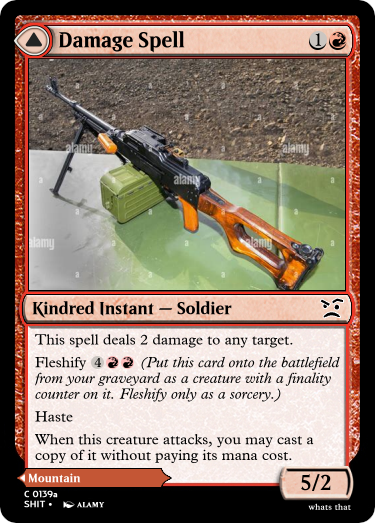 Damage Spell 1
alamy
alamy
alamy
a a a
a a a
Kindred Instant — Soldier
This spell deals 2 damage to any target.
Fleshify 4 (Put this card onto the battlefield
from your graveyard as a creature with a finality
counter on it. Fleshify only as a sorcery.)
Haste
When this creature attacks, you may cast a
copy of it without paying its mana cost.
Mountain
5/2
C 0139a
SHIT • ALAMY
whats that